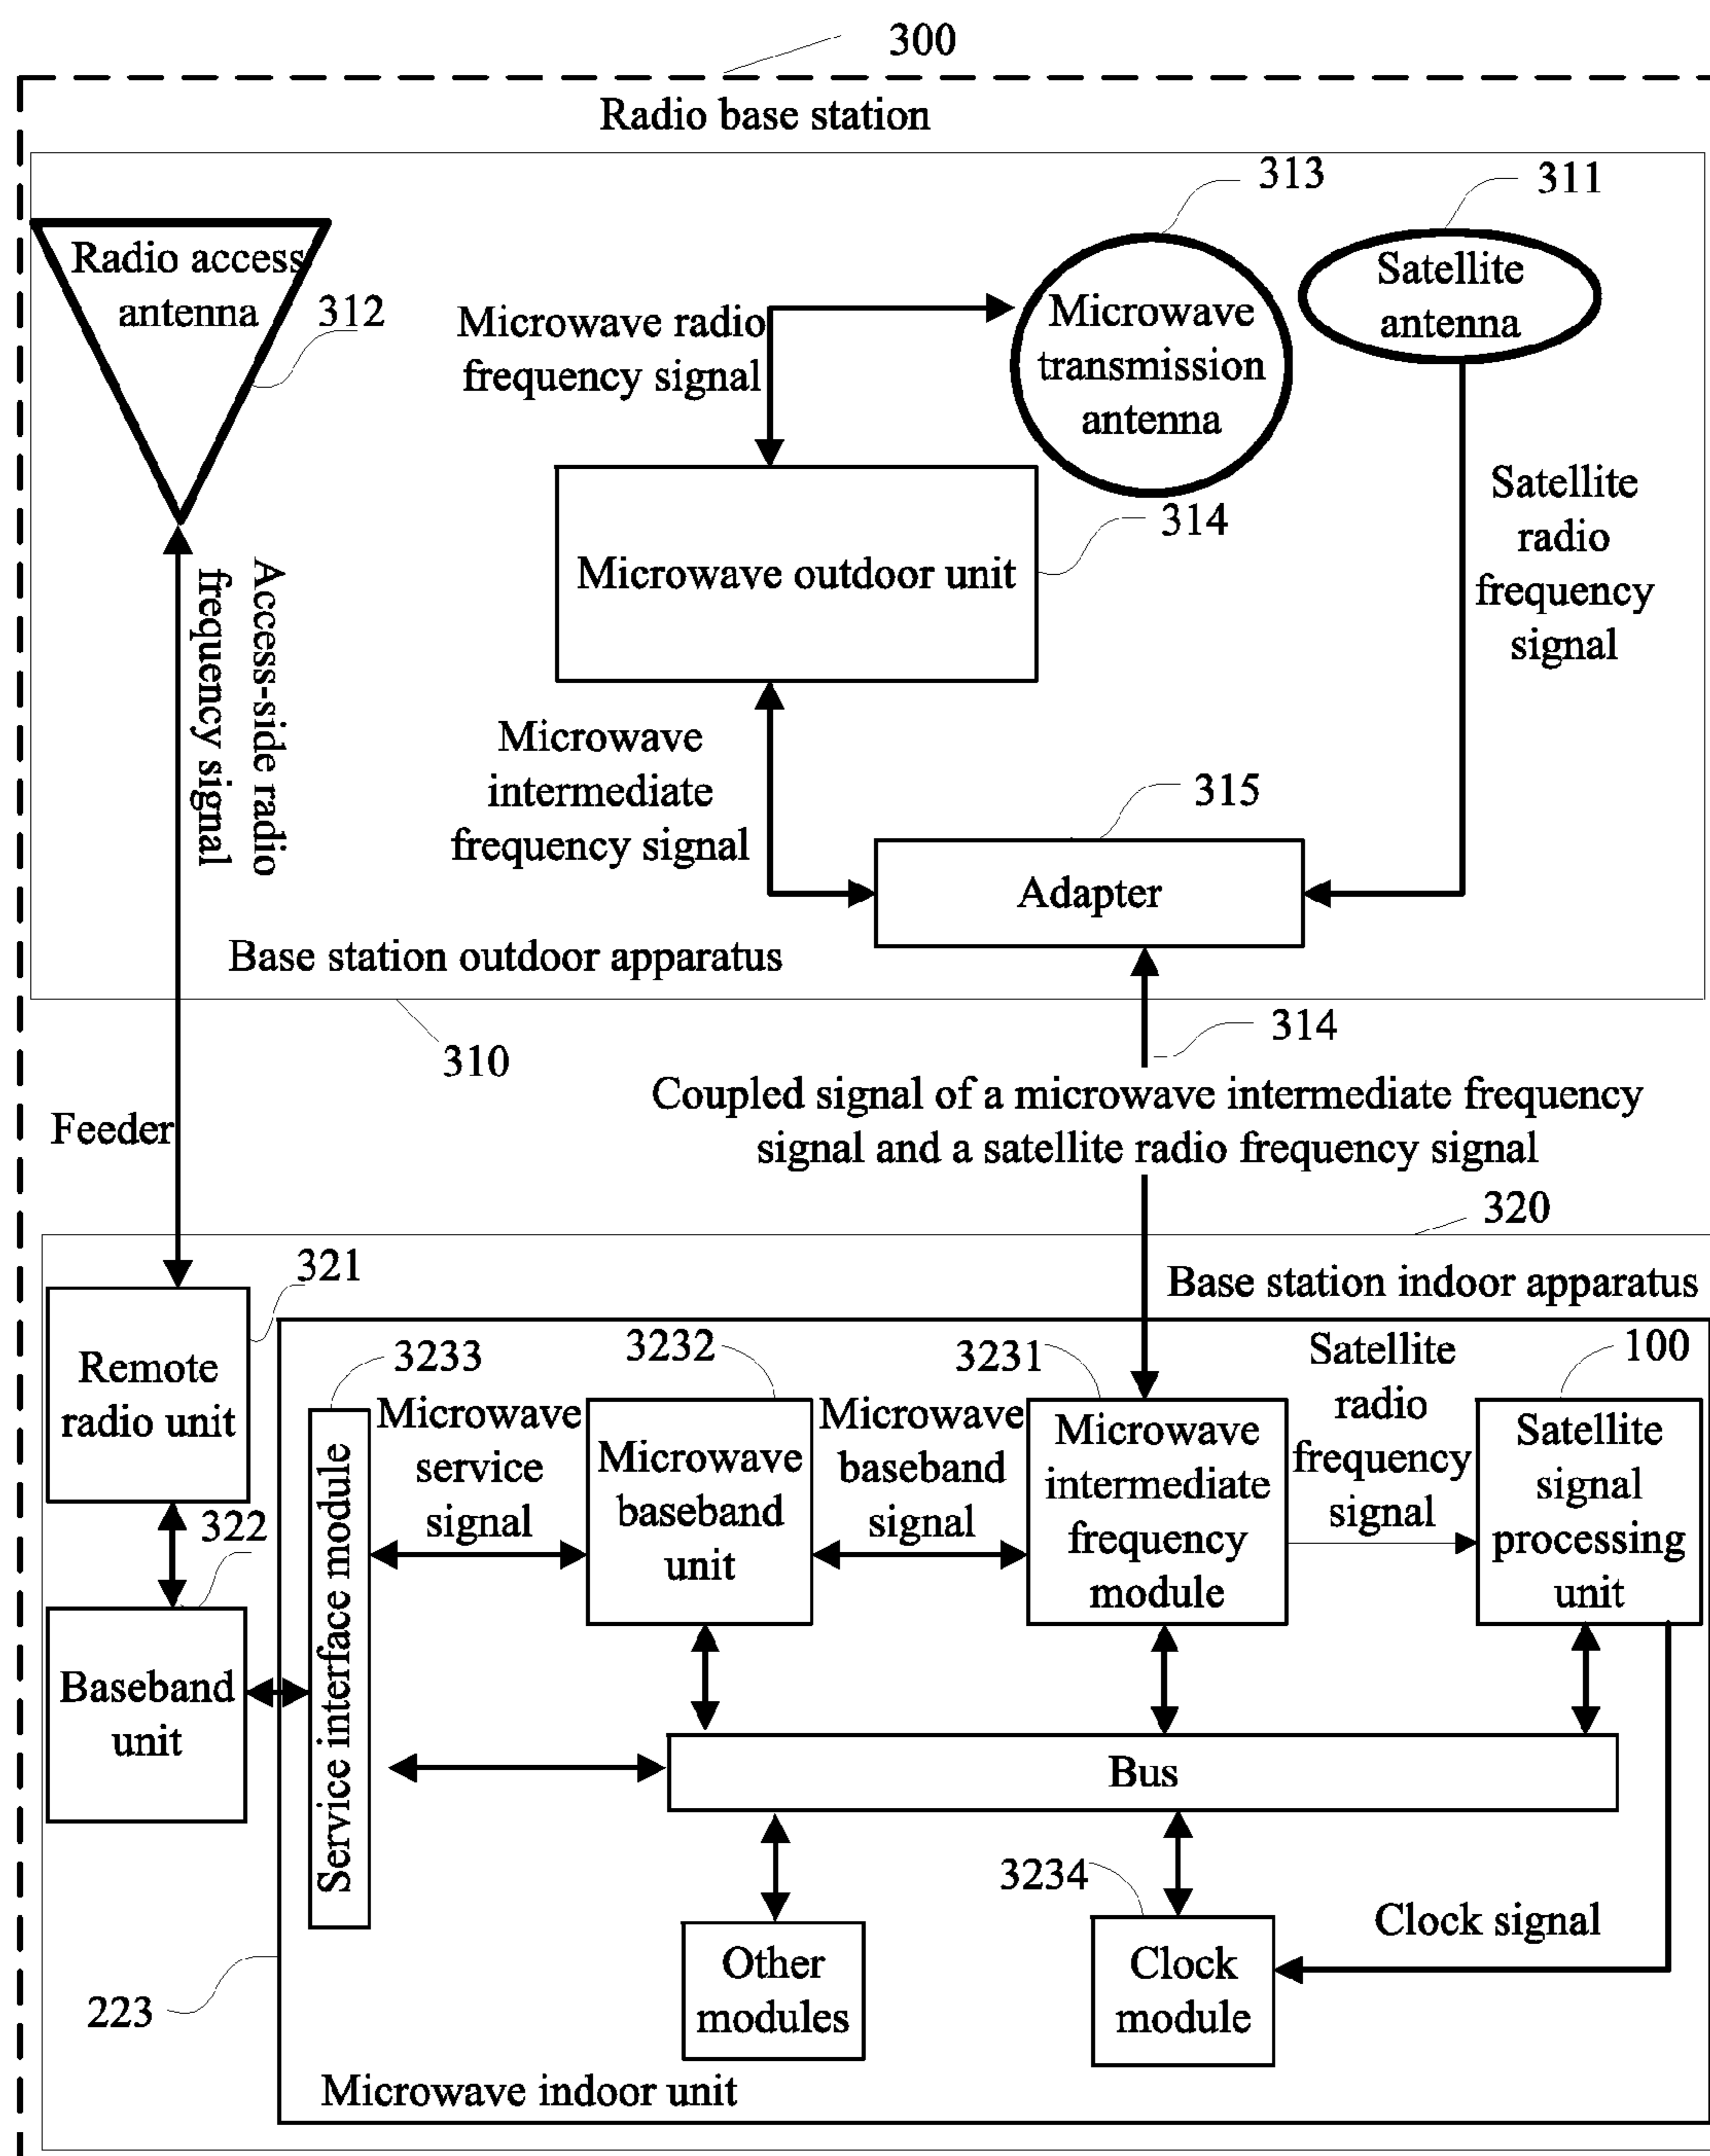 300
Radio base station
313
311
Radio access
antenna
312
Microwave radio
frequency signal
Microwave
transmission
antenna
Satellite
antenna
314
Microwave outdoor unit
Satellite
radio
frequency
signal
Access-side radio
frequency signal
Microwave
intermediate
frequency signal
315
Adapter
Base station outdoor apparatus
310
314
Coupled signal of a microwave intermediate frequency
signal and a satellite radio frequency signal
Feeder
320
Base station indoor apparatus
321
Remote
radio unit
322
Baseband
unit
3233
Service interface module
Microwave
service
signal
3232
Microwave
baseband
unit
Microwave
baseband
signal
3231
Microwave
intermediate
frequency
module
Satellite
radio
frequency
signal
100
Satellite
signal
processing
unit
Bus
3234
Other
modules
Clock
module
Clock signal
223
Microwave indoor unit